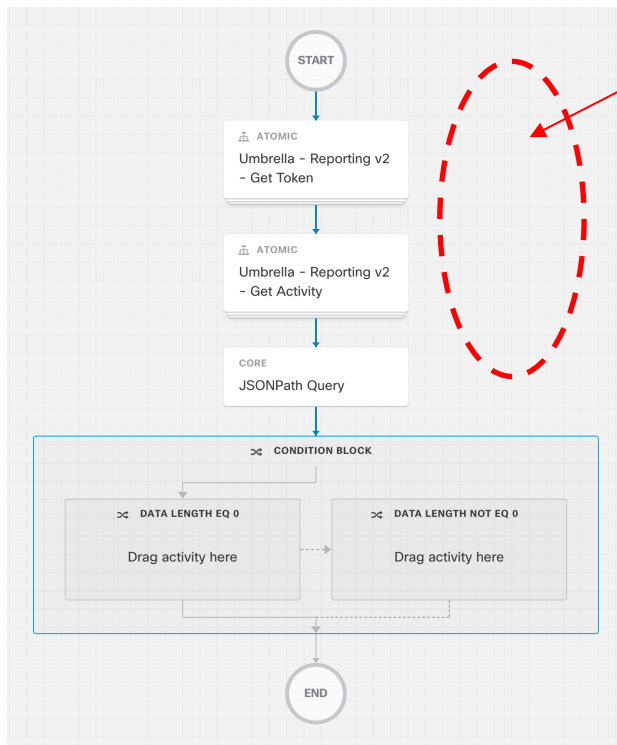 START
ATOMIC
Umbrella - Reporting v2
- Get Token
ATOMIC
Umbrella - Reporting v2
- Get Activity
CORE
JSONPath Query
CONDITION BLOCK
DATA LENGTH EQ 0
Drag activity here
DATA LENGTH NOT EQ 0
Drag activity here
END